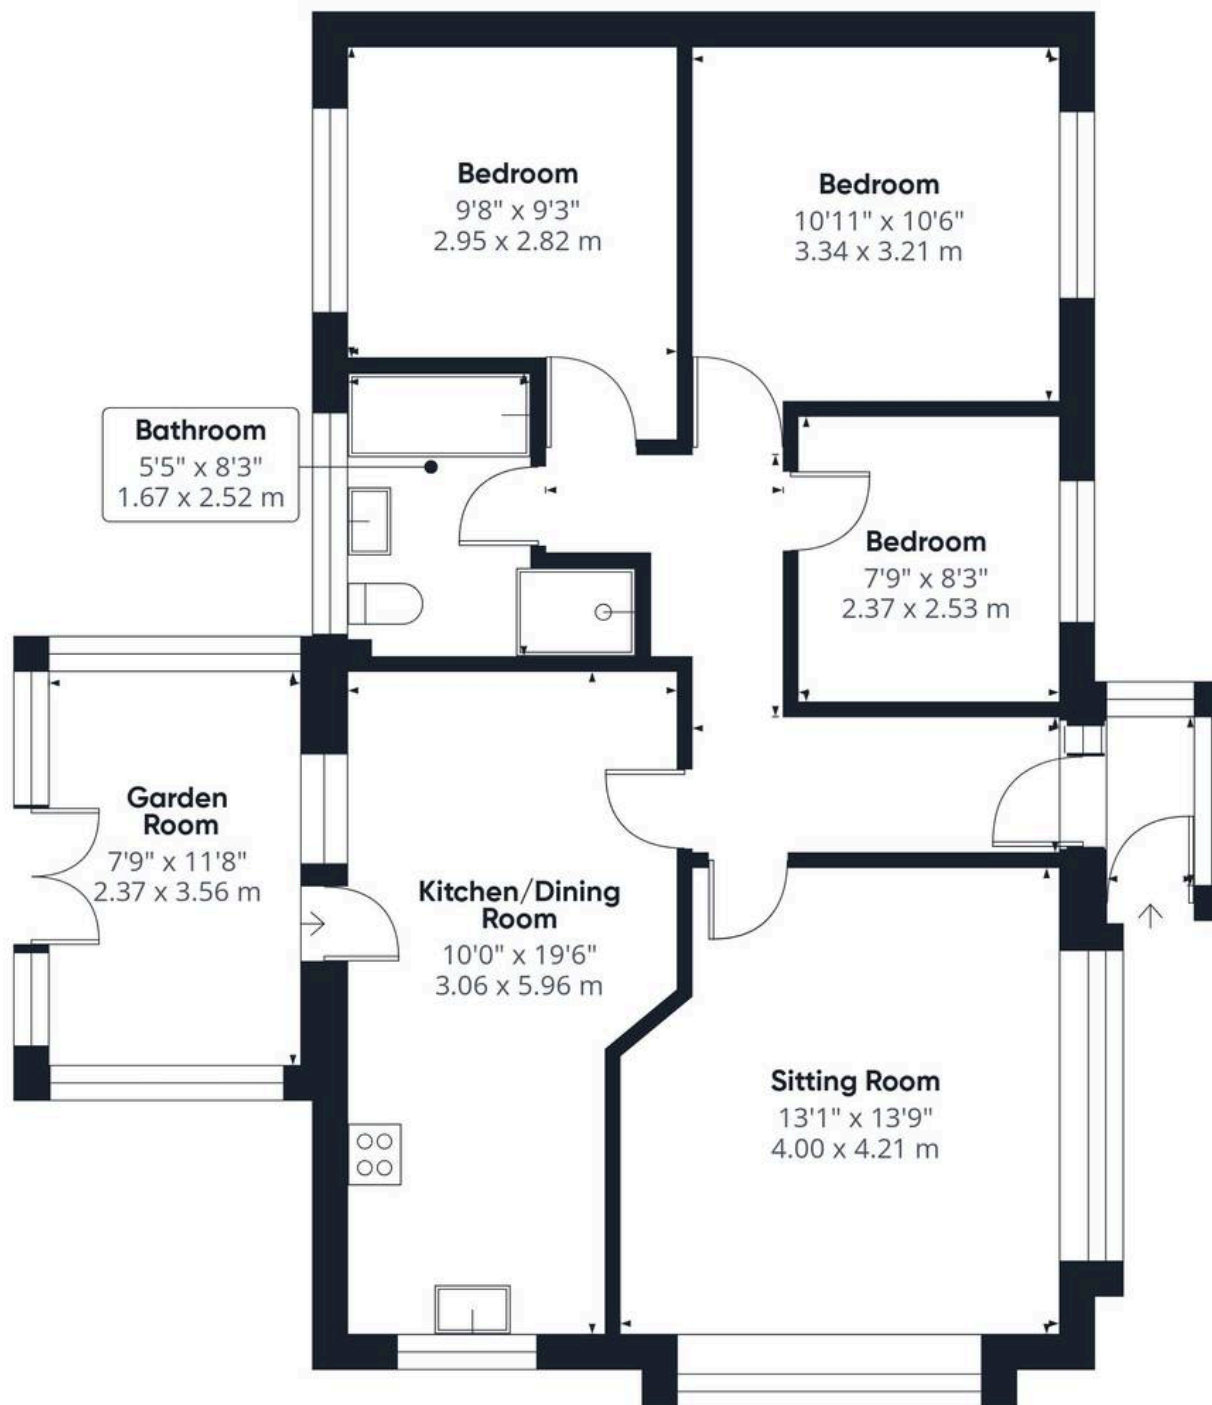 Bedroom
9'8" x 9'3"
2.95 x 2.82 m
Bedroom
10'11" x 10'6"
3.34 x 3.21 m
Bathroom
5'5" x 8'3"
1.67 x 2.52 m
Bedroom
7'9" x 8'3"
2.37 x 2.53 m
Garden
Room
7'9" x 11'8"
2.37 x 3.56 m
Kitchen/Dining
Room
10'0" x 19'6"
3.06 x 5.96 m
Sitting Room
13'1" x 13'9"
4.00 x 4.21 m